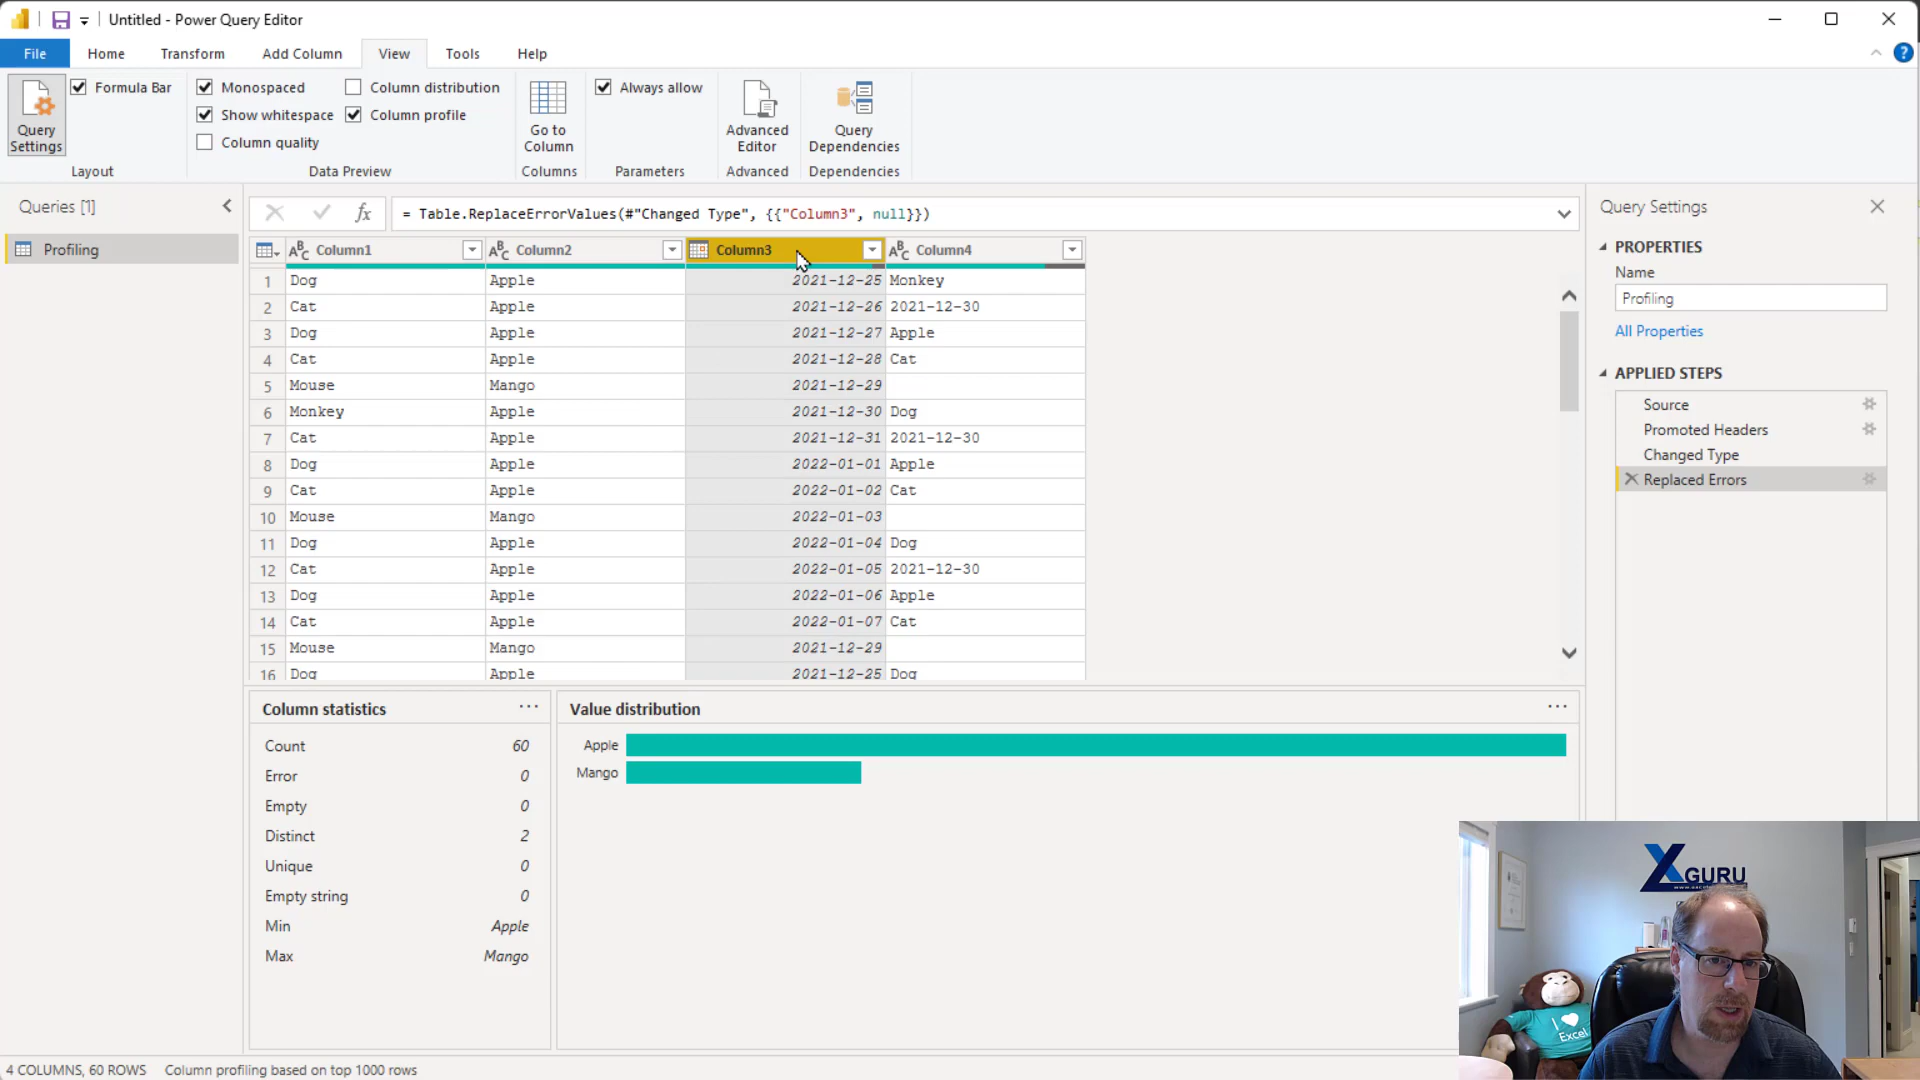 Untitled - Power Query Editor
File
Home
Transform
Add Column
View
Tools
Help
Query Settings
Formula Bar
Layout
Monospaced
Show whitespace
Column quality
Column distribution
Column profile
Data Preview
Go to Column
Columns
Always allow
Parameters
Advanced Editor
Advanced
Query Dependencies
Dependencies
Queries [1]
Profiling
fx
= Table.ReplaceErrorValues(#"Changed Type", {{"Column3", null}})
Column1 Column2 Column3 Column4
1 Dog Apple 2021-12-25 Monkey
2 Cat Apple 2021-12-26 2021-12-30
3 Dog Apple 2021-12-27 Apple
4 Cat Apple 2021-12-28 Cat
5 Mouse Mango 2021-12-29
6 Monkey Apple 2021-12-30 Dog
7 Cat Apple 2021-12-31 2021-12-30
8 Dog Apple 2022-01-01 Apple
9 Cat Apple 2022-01-02 Cat
10 Mouse Mango 2022-01-03
11 Dog Apple 2022-01-04 Dog
12 Cat Apple 2022-01-05 2021-12-30
13 Dog Apple 2022-01-06 Apple
14 Cat Apple 2022-01-07 Cat
15 Mouse Mango 2021-12-29
16 Dog Apple 2021-12-25 Dog
Column statistics
Count 60
Error 0
Empty 0
Distinct 2
Unique 0
Empty string 0
Min Apple
Max Mango
Value distribution
Apple
Mango
Query Settings
PROPERTIES
Name
Profiling
All Properties
APPLIED STEPS
Source
Promoted Headers
Changed Type
Replaced Errors
XGURU
I
Excel
4 COLUMNS, 60 ROWS
Column profiling based on top 1000 rows